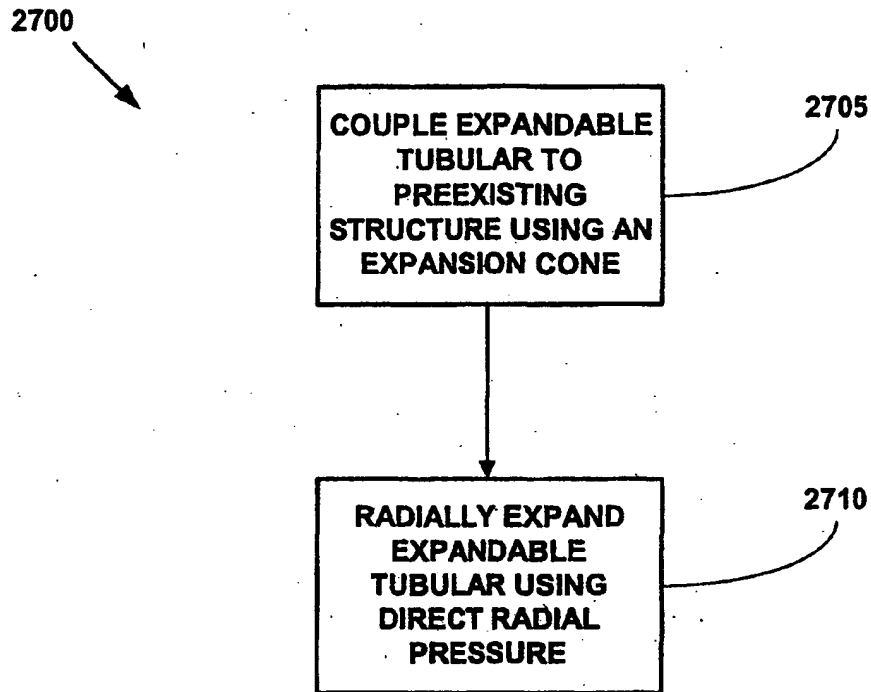 2700
COUPLE EXPANDABLE
TUBULAR TO
PREEXISTING
STRUCTURE USING AN
EXPANSION CONE
2705
RADIALLY EXPAND
EXPANDABLE
TUBULAR USING
DIRECT RADIAL
PRESSURE
2710